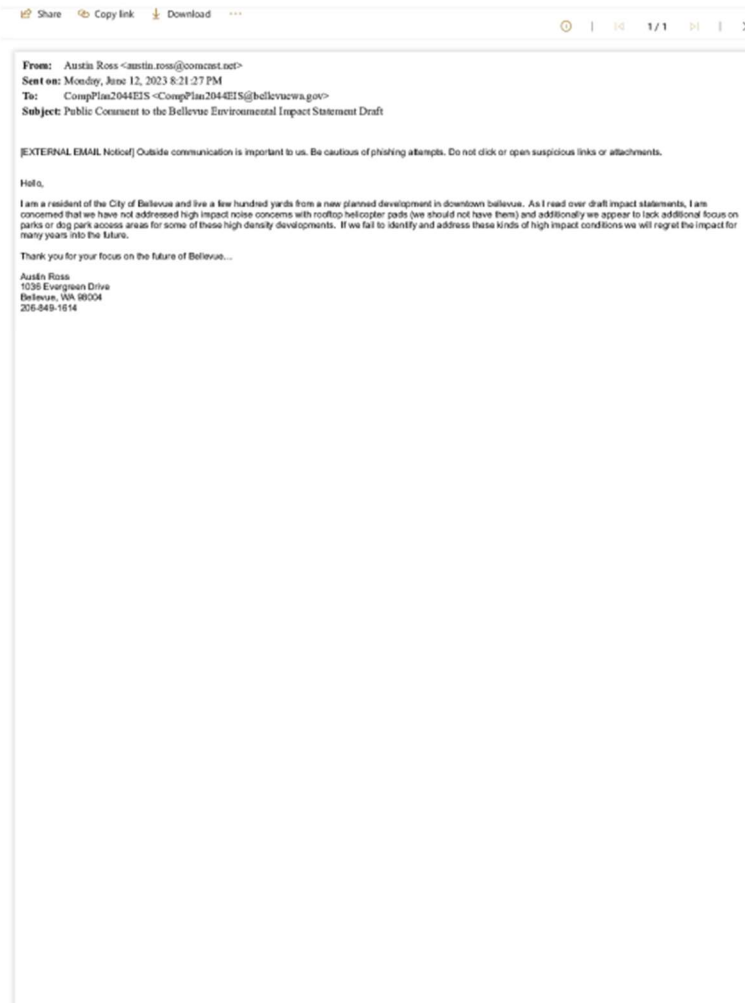 Share Copy link Download ...
1 / 1
From: Austin Ross <austin.ross@comcast.net>
Sent on: Monday, June 12, 2023 8:21:27 PM
To: CompPlan2044EIS <CompPlan2044EIS@bellevuewa.gov>
Subject: Public Comment to the Bellevue Environmental Impact Statement Draft
[EXTERNAL EMAIL Notice!] Outside communication is important to us. Be cautious of phishing attempts. Do not click or open suspicious links or attachments.
Hello,
I am a resident of the City of Bellevue and live a few hundred yards from a new planned development in downtown bellevue. As I read over draft impact statements, I am
concerned that we have not addressed high impact noise concerns with rooftop helicopter pads (we should not have them) and additionally we appear to lack additional focus on
parks or dog park access areas for some of these high density developments. If we fail to identify and address these kinds of high impact conditions we will regret the impact for
many years into the future.
Thank you for your focus on the future of Bellevue...
Austin Ross
1036 Evergreen Drive
Bellevue, WA 98004
206-849-1614